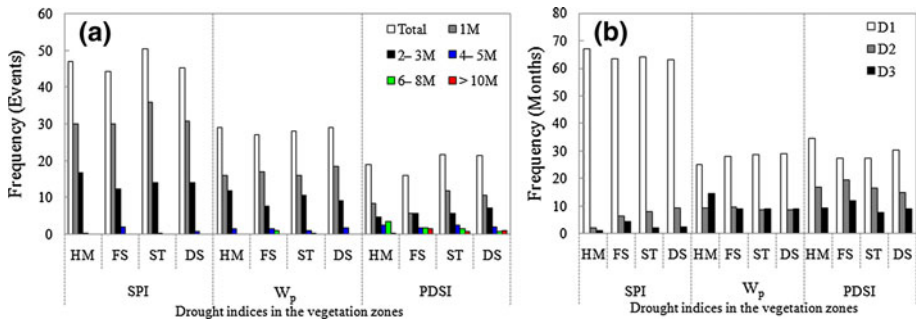 (a)
Total
1M
2– 3M
4– 5M
6– 8M
> 10M
Frequency (Events)
60
50
40
30
20
10
0
HM FS ST DS HM FS ST DS HM FS ST DS
SPI Wp PDSI
Drought indices in the vegetation zones
(b)
D1
D2
D3
Frequency (Months)
80
70
60
50
40
30
20
10
0
HM FS ST DS HM FS ST DS HM FS ST DS
SPI Wp PDSI
Drought indices in the vegetation zones